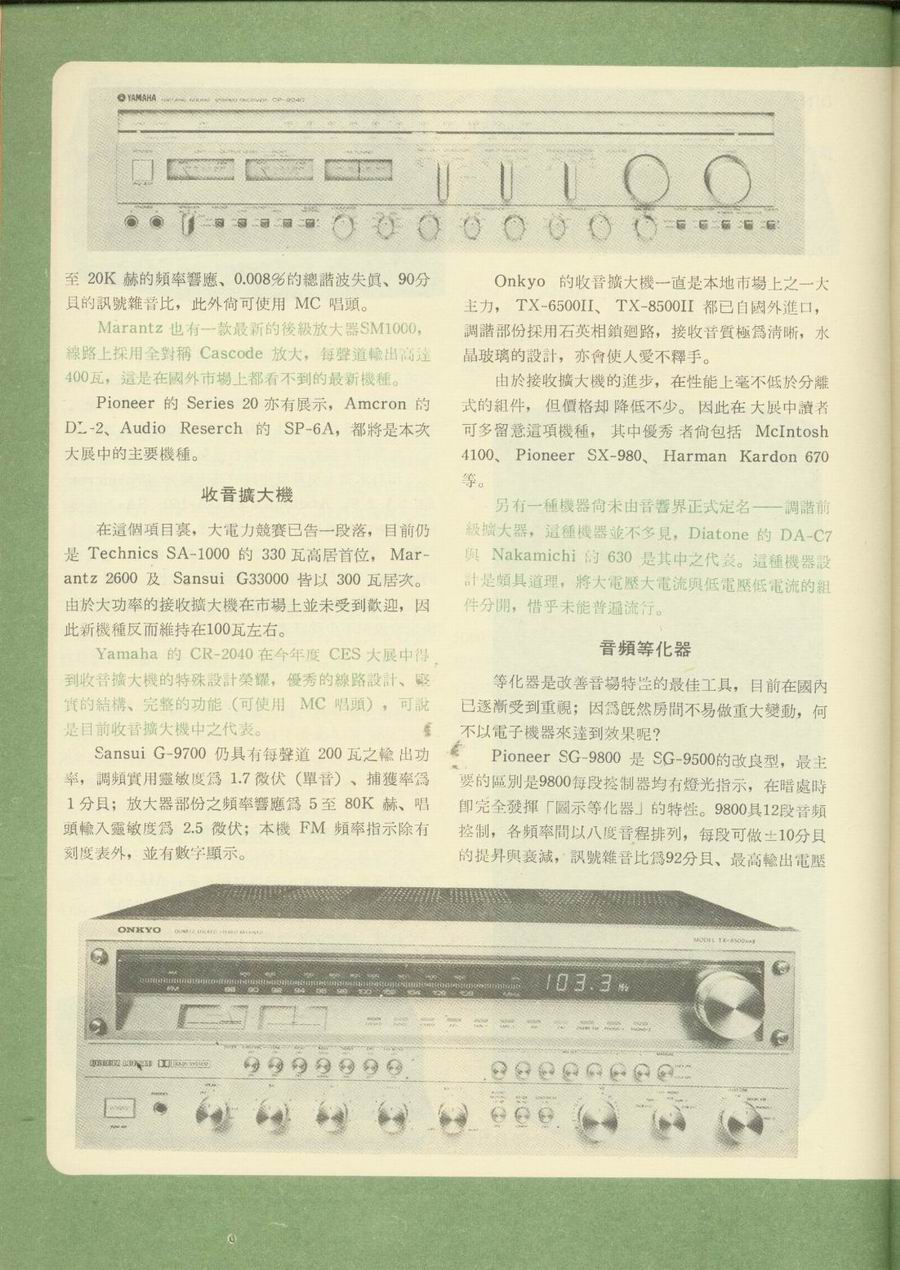 YAMAHA NATURAL SOUND STEREO RECEIVER CR-2040
至 20K 赫的頻率響應、0.008%的總諧波失眞、90分
貝的訊號雜音比，此外尙可使用 MC 唱頭。
Marantz 也有一款最新的後級放大器SM1000，
線路上採用全對稱 Cascode 放大，每聲道輸出高達
400瓦，這是在國外市場上都看不到的最新機種。
Pioneer 的 Series 20 亦有展示，Amcron 的
-2、Audio Reserch 的 SP-6A，都將是本次
大展中的主要機種。
收音擴大機
在這個項目裏，大電力競賽已告一段落，目前仍
是 Technics SA-1000 的 330 瓦高居首位，Mar-
antz 2600 及 Sansui G33000 皆以 300 瓦居次。
由於大功率的接收擴大機在市場上並未受到歡迎，因
此新機種反而維持在100瓦左右。
Yamaha 的 CR-2040 在今年度 CES 大展中得
到收音擴大機的特殊設計榮耀，優秀的線路設計、堅
實的結構、完整的功能（可使用 MC 唱頭），可說
是目前收音擴大機中之代表。
Sansui G-9700 仍具有每聲道 200 瓦之輸出功
率，調頻實用靈敏度爲 1.7 微伏（單音）、捕獲率爲
1 分貝；放大器部份之頻率響應爲 5 至 80K 赫、唱
頭輸入靈敏度爲 2.5 微伏；本機 FM 頻率指示除有
刻度表外，並有數字顯示。
Onkyo 的收音擴大機一直是本地市場上之一大
主力，TX-6500II、TX-8500II 都已自國外進口，
調諧部份採用石英相鎖廻路，接收音質極爲淸晰，水
晶玻璃的設計，亦會使人愛不釋手。
由於接收擴大機的進步，在性能上毫不低於分離
式的組件，但價格却降低不少。因此在大展中讀者
可多留意這項機種，其中優秀者尙包括 McIntosh
4100、Pioneer SX-980、Harman Kardon 670
等。
另有一種機器尙未由音響界正式定名——調諧前
級擴大器，這種機器並不多見，Diatone 的 DA-C7
與 Nakamichi 的 630 是其中之代表。這種機器設
計是頗具道理，將大電壓大電流與低電壓低電流的組
件分開，惜乎未能普遍流行。
音頻等化器
等化器是改善音場特性的最佳工具，目前在國內
已逐漸受到重視；因爲旣然房間不易做重大變動，何
不以電子機器來達到效果呢？
Pioneer SG-9800 是 SG-9500的改良型，最主
要的區別是9800每段控制器均有燈光指示，在暗處時
卽完全發揮「圖示等化器」的特性。9800具12段音頻
控制，各頻率間以八度音程排列，每段可做±10分貝
的提昇與衰減，訊號雜音比爲92分貝、最高輸出電壓
ONKYO QUARTZ LOCKED STEREO RECEIVER
103.3